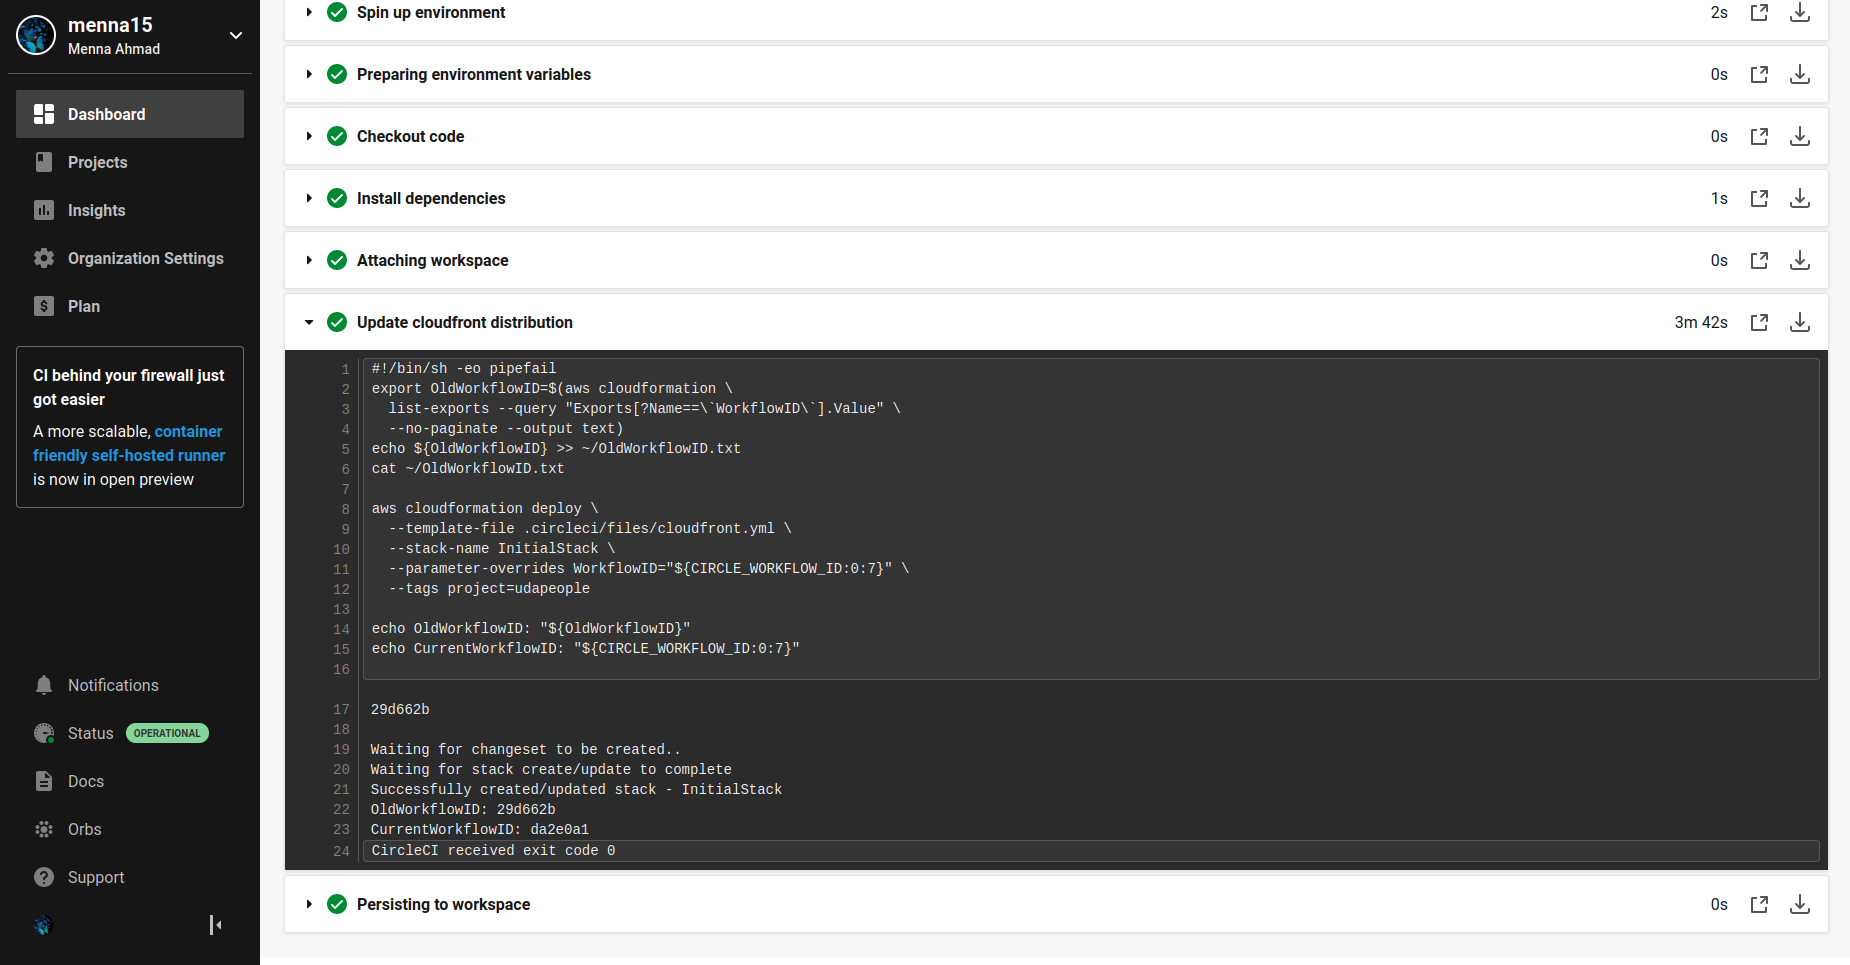 menna15
Menna Ahmad
Dashboard
Projects
Insights
Organization Settings
Plan
CI behind your firewall just
got easier
A more scalable, container
friendly self-hosted runner
is now in open preview
Notifications
Status OPERATIONAL
Docs
Orbs
Support
Spin up environment 2s
Preparing environment variables 0s
Checkout code 0s
Install dependencies 1s
Attaching workspace 0s
Update cloudfront distribution 3m 42s
1 #!/bin/sh -eo pipefail
2 export OldWorkflowID=$(aws cloudformation \
3   list-exports --query "Exports[?Name==\`WorkflowID\`].Value" \
4   --no-paginate --output text)
5 echo ${OldWorkflowID} >> ~/OldWorkflowID.txt
6 cat ~/OldWorkflowID.txt
7
8 aws cloudformation deploy \
9   --template-file .circleci/files/cloudfront.yml \
10   --stack-name InitialStack \
11   --parameter-overrides WorkflowID="${CIRCLE_WORKFLOW_ID:0:7}" \
12   --tags project=udapeople
13
14 echo OldWorkflowID: "${OldWorkflowID}"
15 echo CurrentWorkflowID: "${CIRCLE_WORKFLOW_ID:0:7}"
16
17 29d662b
18
19 Waiting for changeset to be created..
20 Waiting for stack create/update to complete
21 Successfully created/updated stack - InitialStack
22 OldWorkflowID: 29d662b
23 CurrentWorkflowID: da2e0a1
24 CircleCI received exit code 0
Persisting to workspace 0s